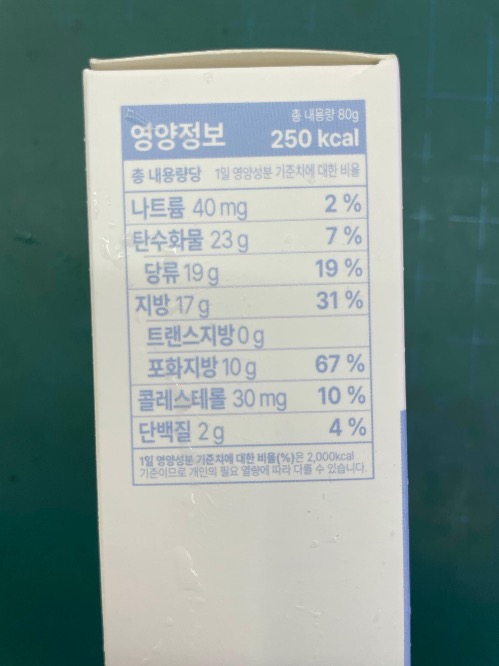 총 내용량 80g
영양정보 250 kcal
총 내용량당 1일 영양성분 기준치에 대한 비율
나트륨 40 mg 2 %
탄수화물 23 g 7 %
당류 19 g 19 %
지방 17 g 31 %
트랜스지방 0 g
포화지방 10 g 67 %
콜레스테롤 30 mg 10 %
단백질 2 g 4 %
1일 영양성분 기준치에 대한 비율(%)은 2,000kcal
기준이므로 개인의 필요 열량에 따라 다를 수 있습니다.